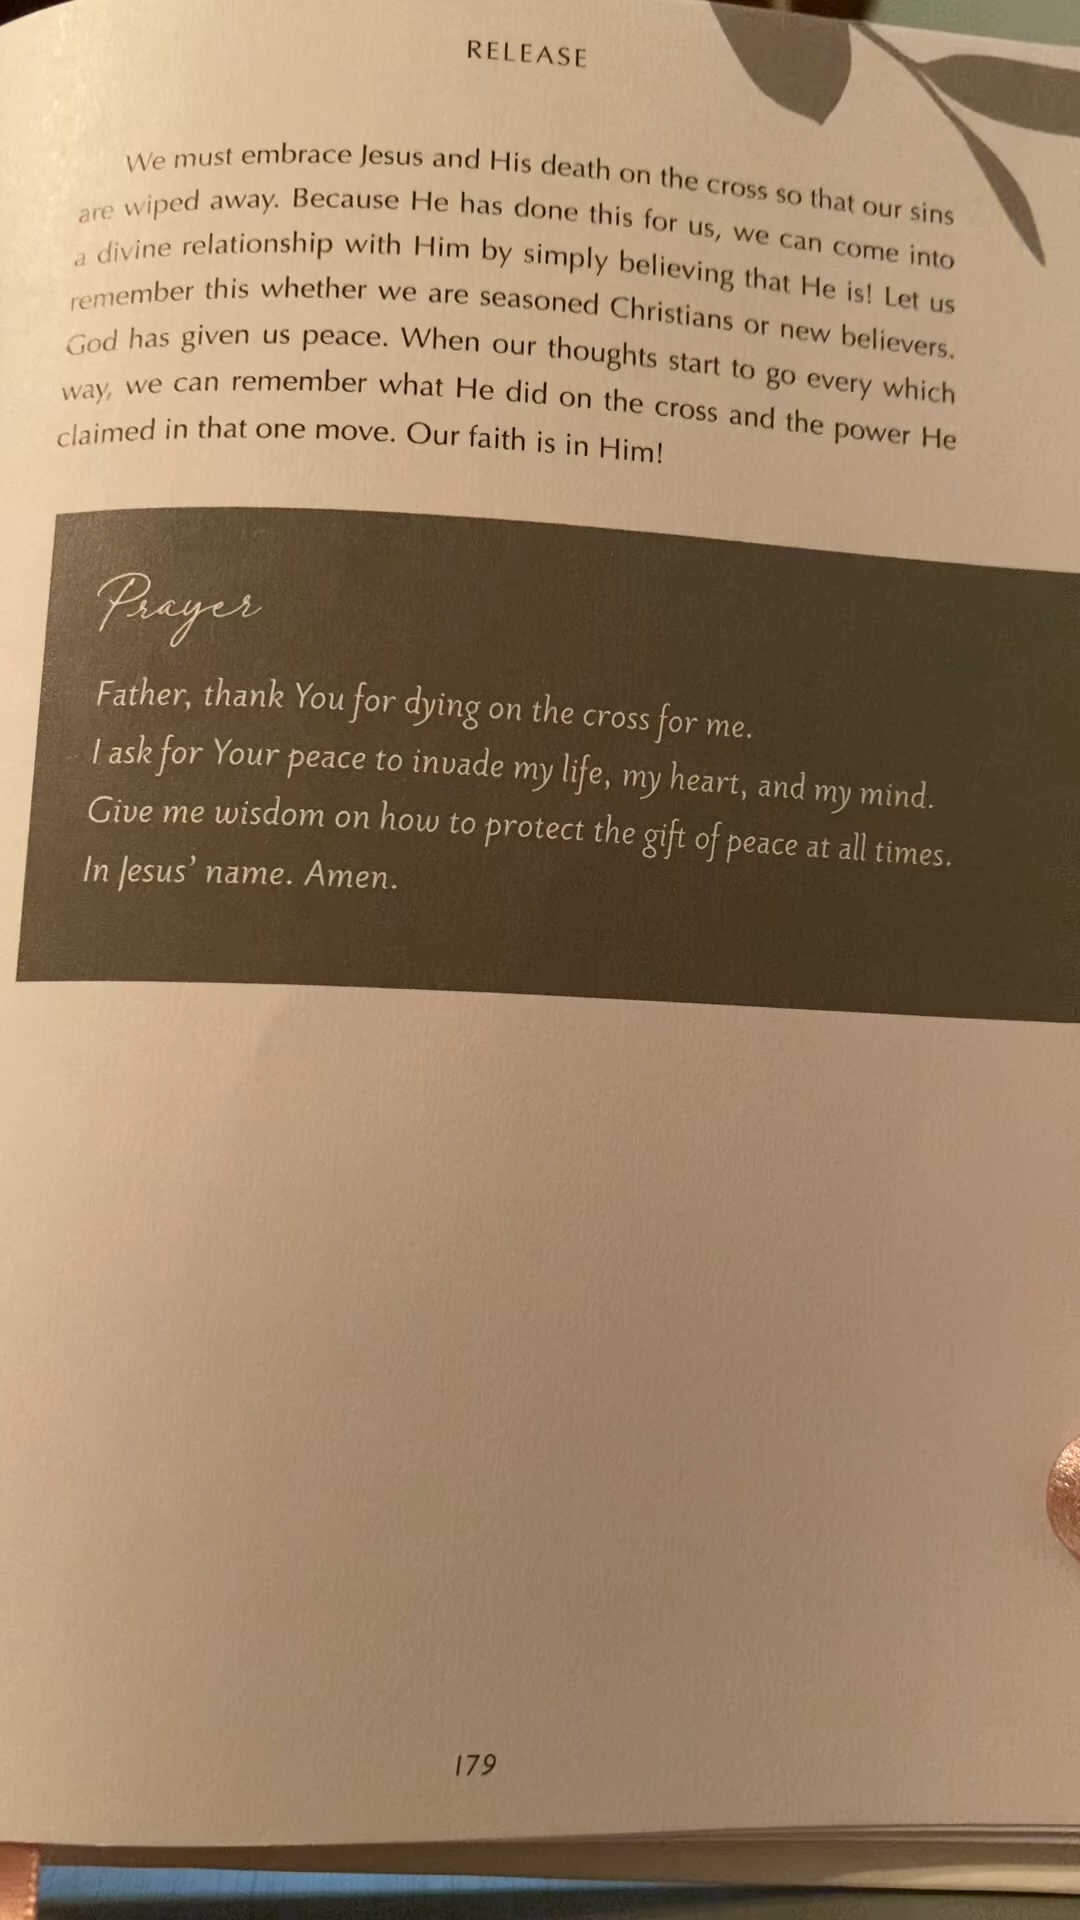 RELEASE
We must embrace Jesus and His death on the cross so that our sins
are wiped away. Because He has done this for us, we can come into
a divine relationship with Him by simply believing that He is! Let us
remember this whether we are seasoned Christians or new believers.
God has given us peace. When our thoughts start to go every which
way, we can remember what He did on the cross and the power He
claimed in that one move. Our faith is in Him!
Prayer
Father, thank You for dying on the cross for me.
I ask for Your peace to invade my life, my heart, and my mind.
Give me wisdom on how to protect the gift of peace at all times.
In Jesus’ name. Amen.
179